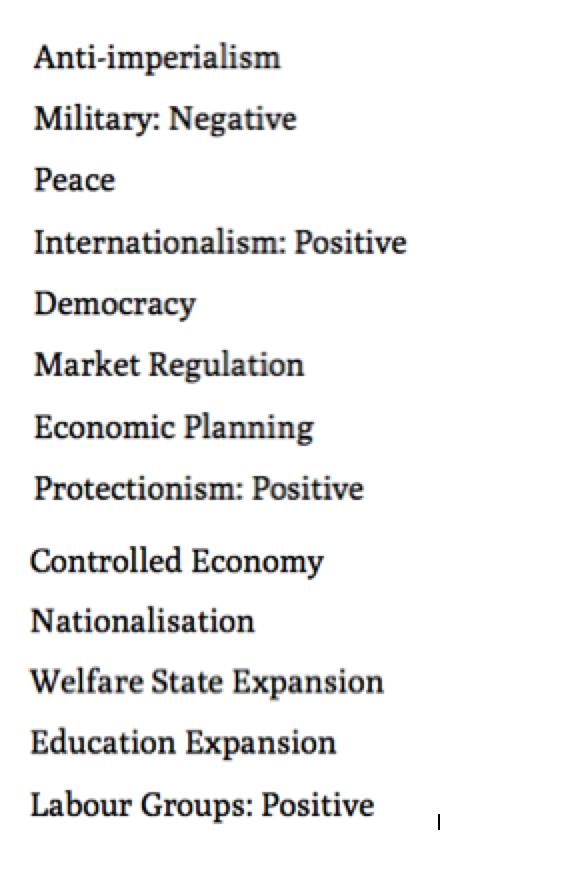 Anti-imperialism
Military: Negative
Peace
Internationalism: Positive
Democracy
Market Regulation
Economic Planning
Protectionism: Positive
Controlled Economy
Nationalisation
Welfare State Expansion
Education Expansion
Labour Groups: Positive